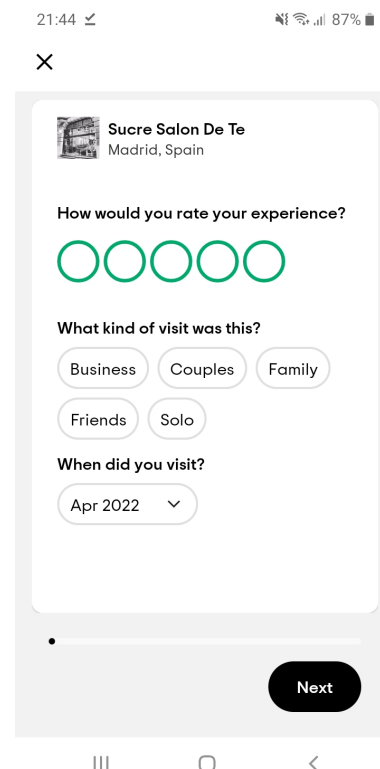 21:44 87%
Sucre Salon De Te
Madrid, Spain
How would you rate your experience?
What kind of visit was this?
Business Couples Family
Friends Solo
When did you visit?
Apr 2022
Next